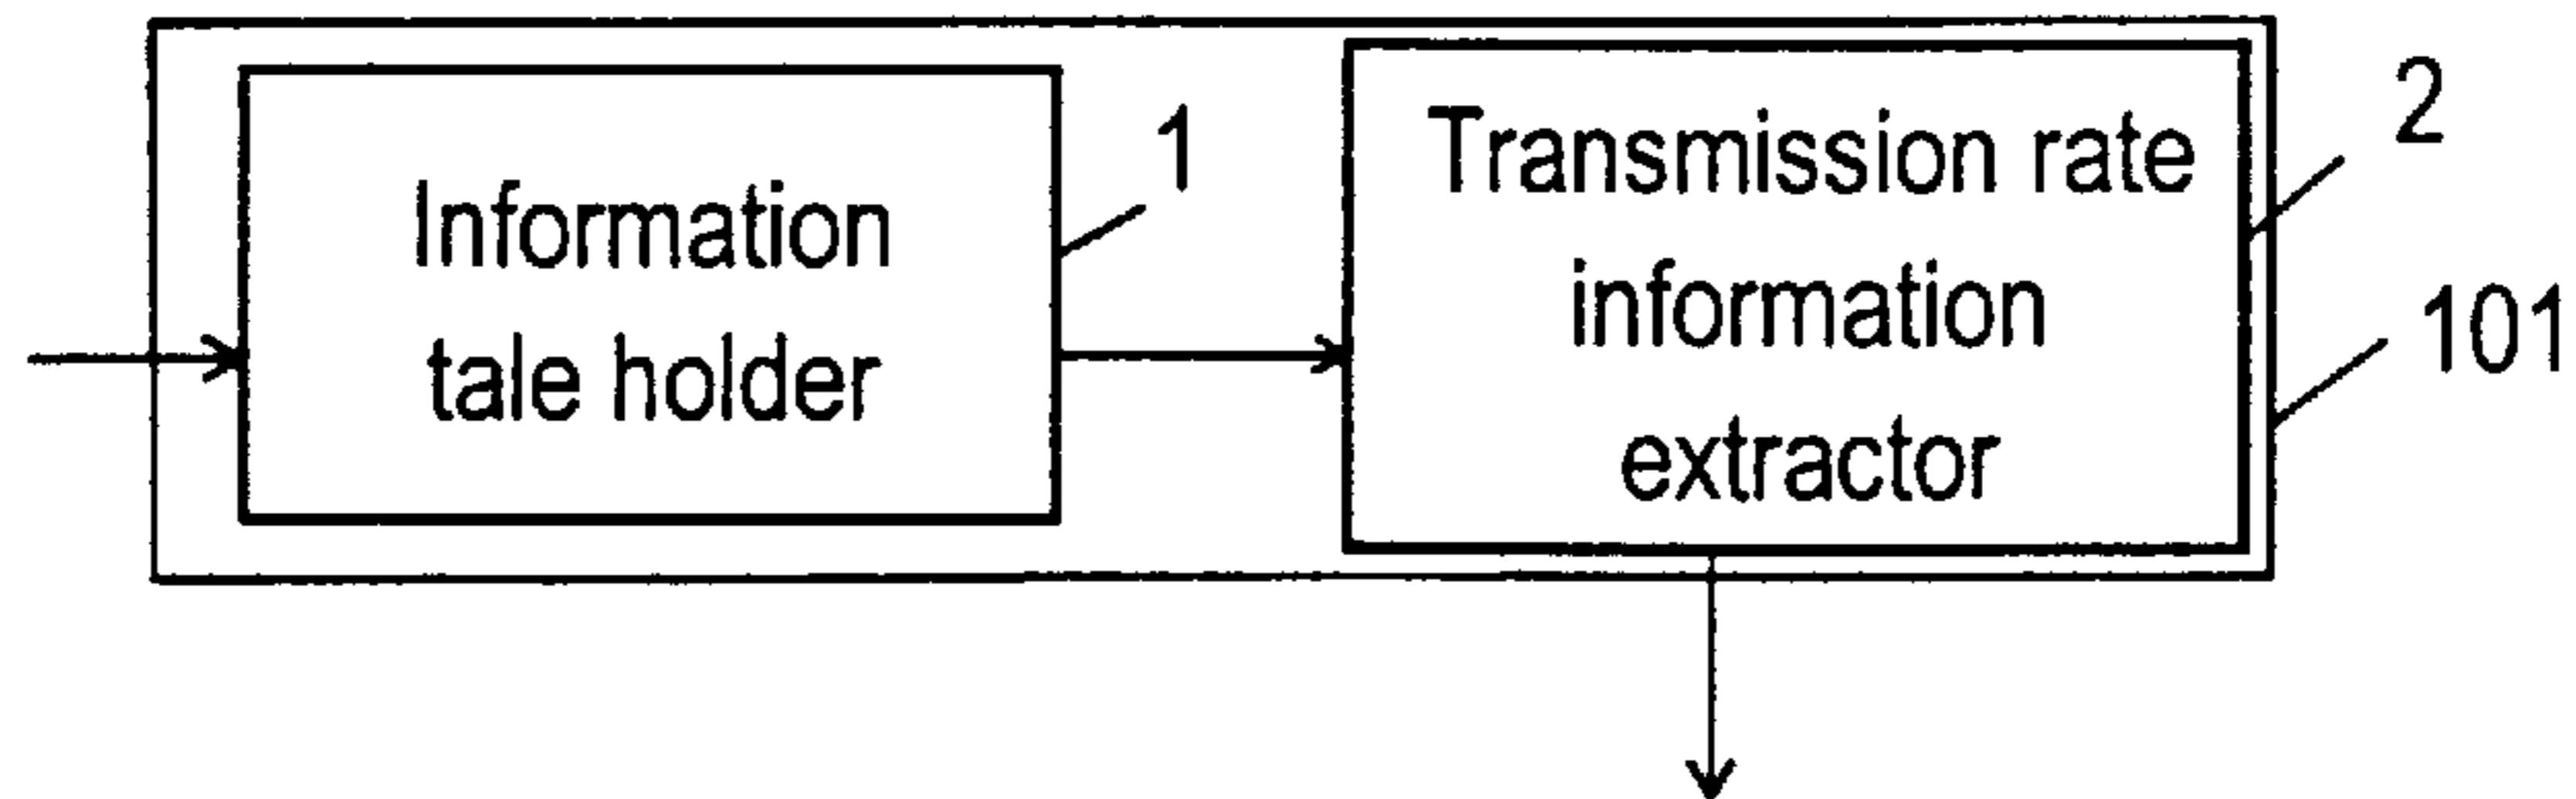 Information
tale holder
1
Transmission rate
information
extractor
2
101